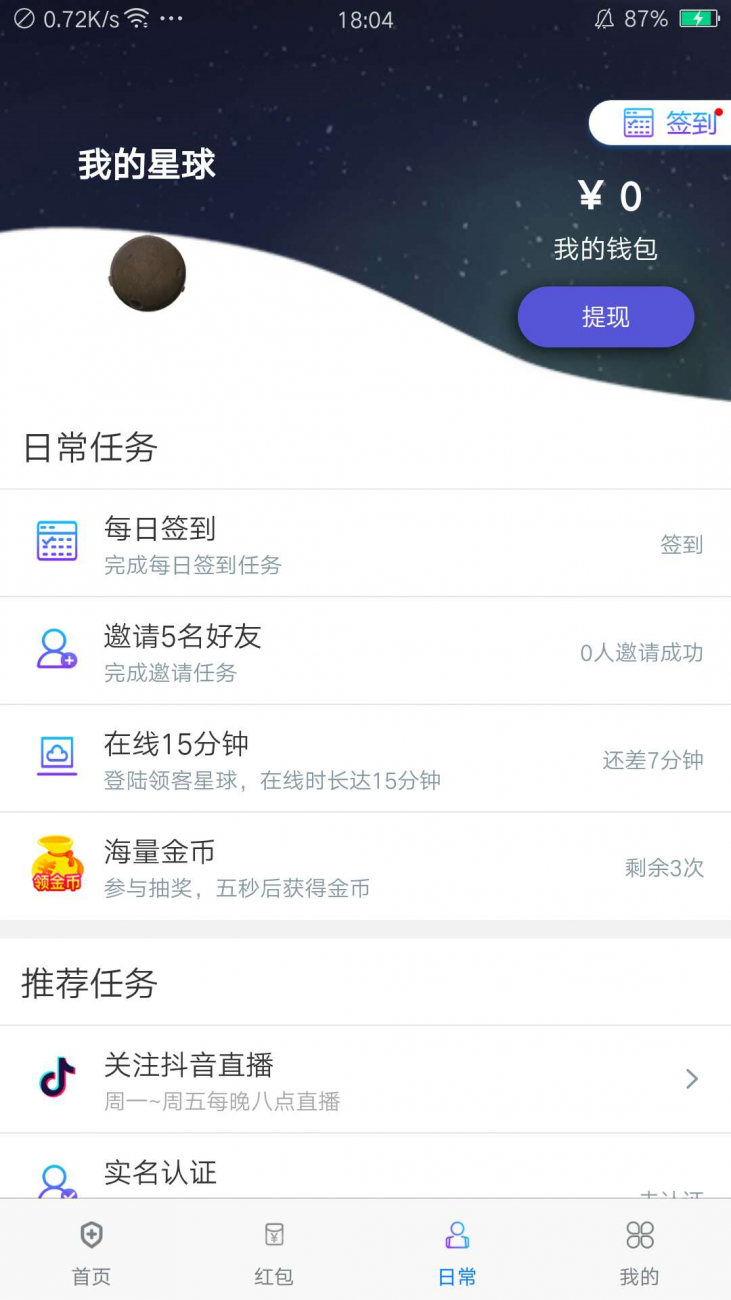 0.72K/s
18:04
87%
签到
我的星球
¥ 0
我的钱包
提现
日常任务
每日签到
完成每日签到任务
签到
邀请5名好友
完成邀请任务
0人邀请成功
在线15分钟
登陆领客星球，在线时长达15分钟
还差7分钟
领金币
海量金币
参与抽奖，五秒后获得金币
剩余3次
推荐任务
关注抖音直播
周一~周五每晚八点直播
实名认证
首页
红包
日常
我的